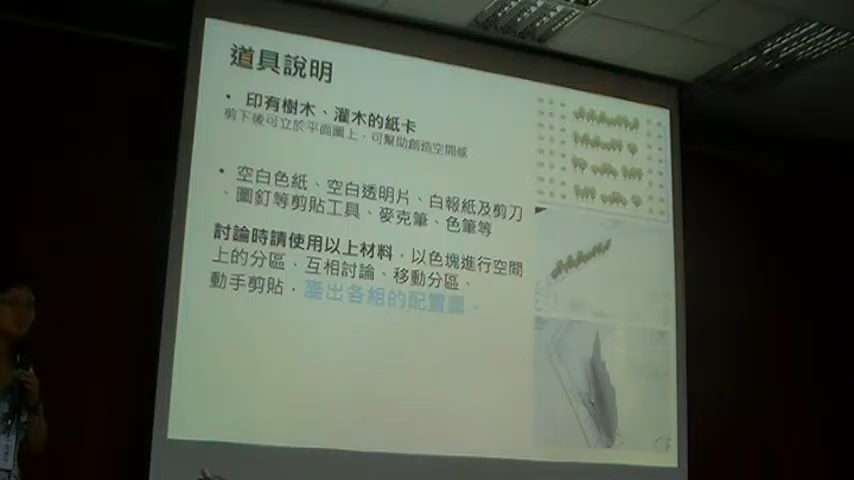 道具說明
• 印有樹木、灌木的紙卡
剪下後可立於平面圖上，可幫助創造空間感
• 空白色紙、空白透明片、白報紙及剪刀
、圖釘等剪貼工具、麥克筆、色筆等
討論時請使用以上材料，以色塊進行空間
上的分區、互相討論、移動分區、
動手剪貼，畫出各組的配置圖。